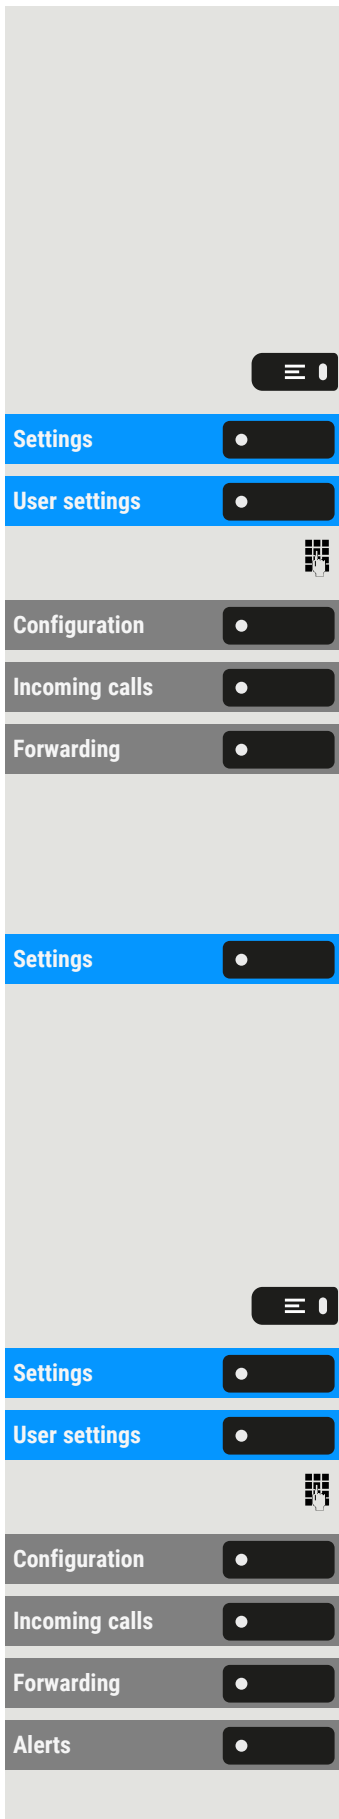 Settings
User settings
Configuration
Incoming calls
Forwarding
Settings
Settings
User settings
Configuration
Incoming calls
Forwarding
Alerts